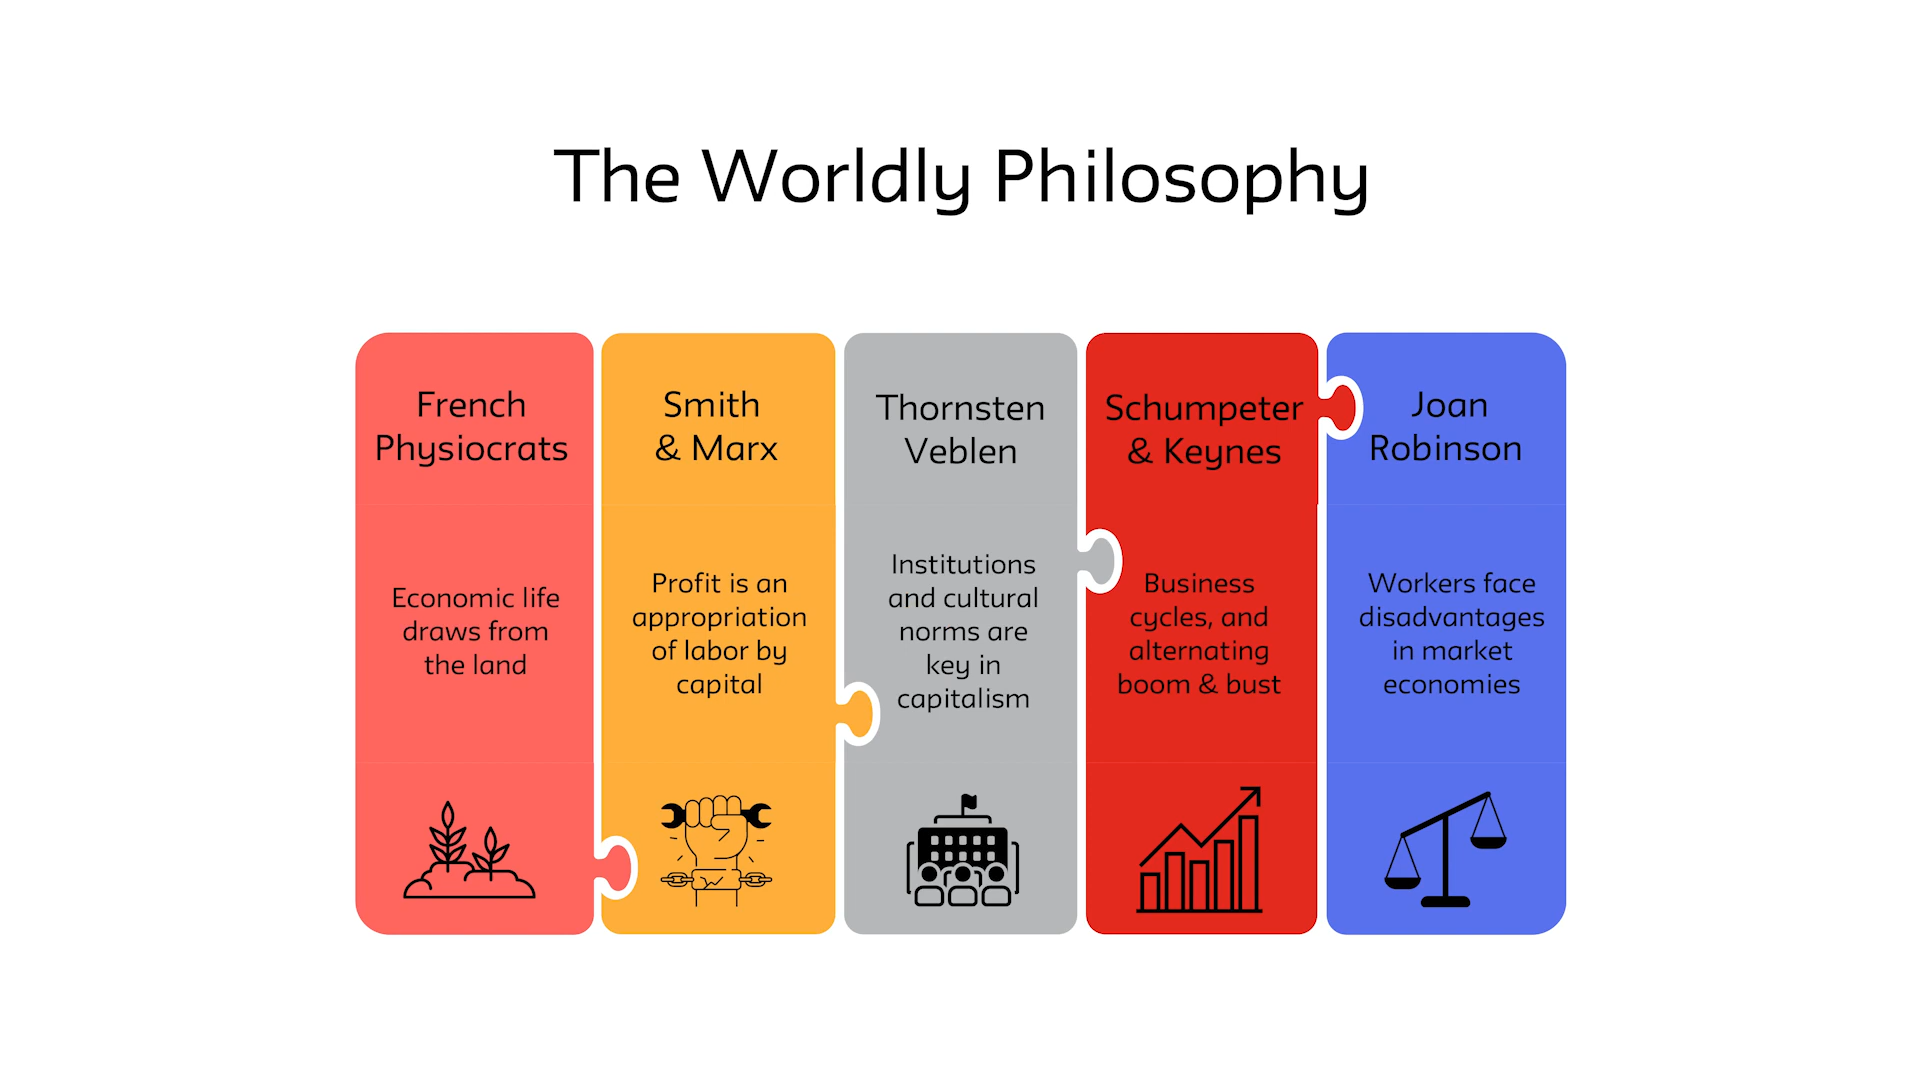 The Worldly Philosophy
French
Physiocrats
Economic life
draws from
the land
Smith
& Marx
Profit is an
appropriation
of labor by
capital
Thornsten
Veblen
Institutions
and cultural
norms are
key in
capitalism
Schumpeter
& Keynes
Business
cycles, and
alternating
boom & bust
Joan
Robinson
Workers face
disadvantages
in market
economies